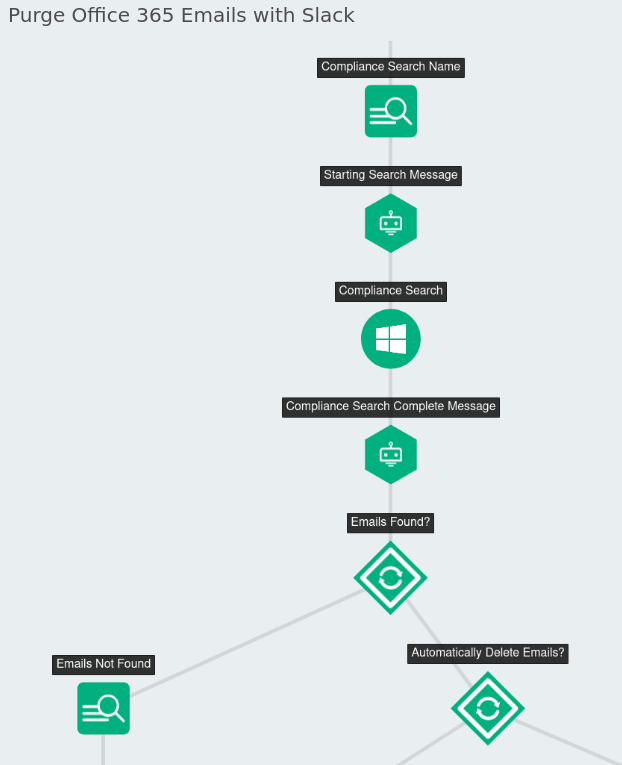 Purge Office 365 Emails with Slack
Compliance Search Name
Starting Search Message
Compliance Search
Compliance Search Complete Message
Emails Found?
Automatically Delete Emails?
Emails Not Found